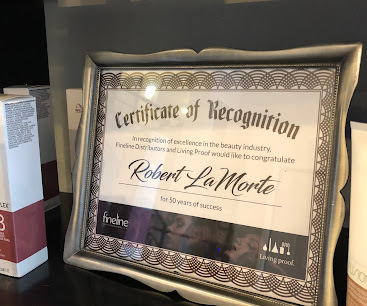 Certificate of Recognition
In recognition of excellence in the beauty industry,
Fineline Distributors and Living Proof would like to congratulate
Robert LaMorte
for 50 years of success
fineline
Living proof.
PLEX